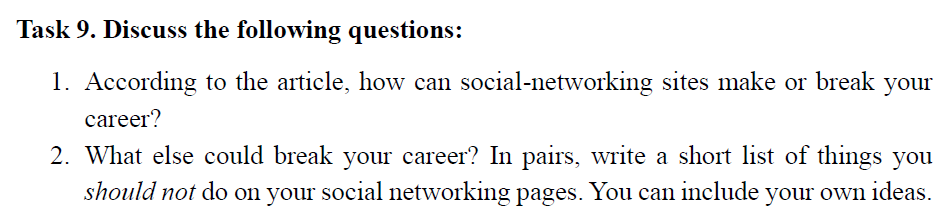 Task 9. Discuss the following questions:
1. According to the article, how can social-networking sites make or break your
career?
2. What else could break your career? In pairs, write a short list of things you
should not do on your social networking pages. You can include your own ideas.